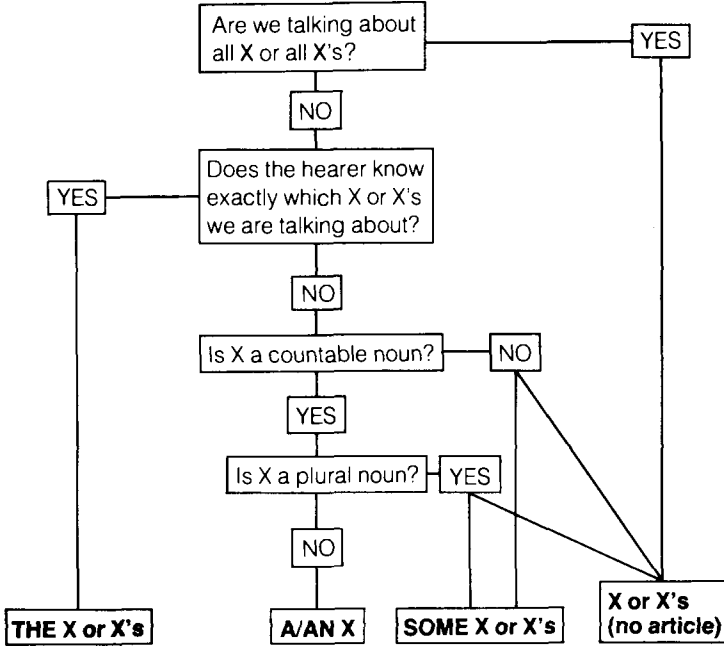 Are we talking about
all X or all X's?
YES
NO
Does the hearer know
exactly which X or X's
we are talking about?
YES
NO
Is X a countable noun?
NO
YES
Is X a plural noun?
YES
NO
THE X or X's
A/AN X
SOME X or X's
X or X's
(no article)